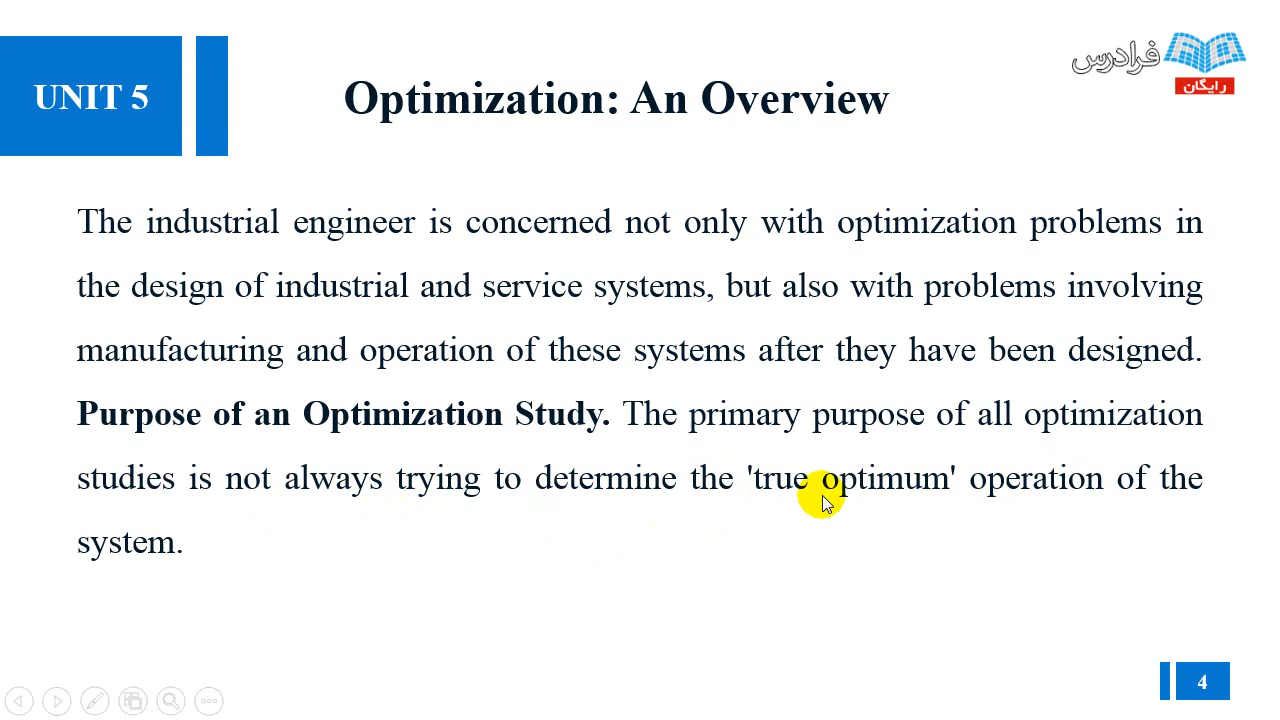 UNIT 5
Optimization: An Overview
فرادرس
رایگان
The industrial engineer is concerned not only with optimization problems in
the design of industrial and service systems, but also with problems involving
manufacturing and operation of these systems after they have been designed.
Purpose of an Optimization Study. The primary purpose of all optimization
studies is not always trying to determine the 'true optimum' operation of the
system.
4